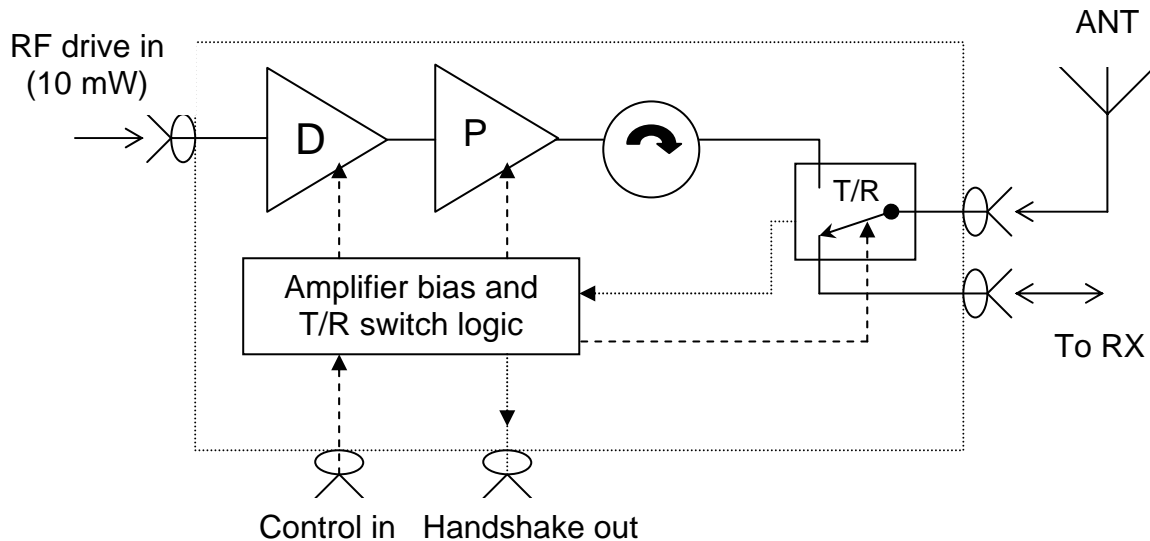 RF drive in
(10 mW)
ANT
D
P
T/R
Amplifier bias and
T/R switch logic
To RX
Control in
Handshake out